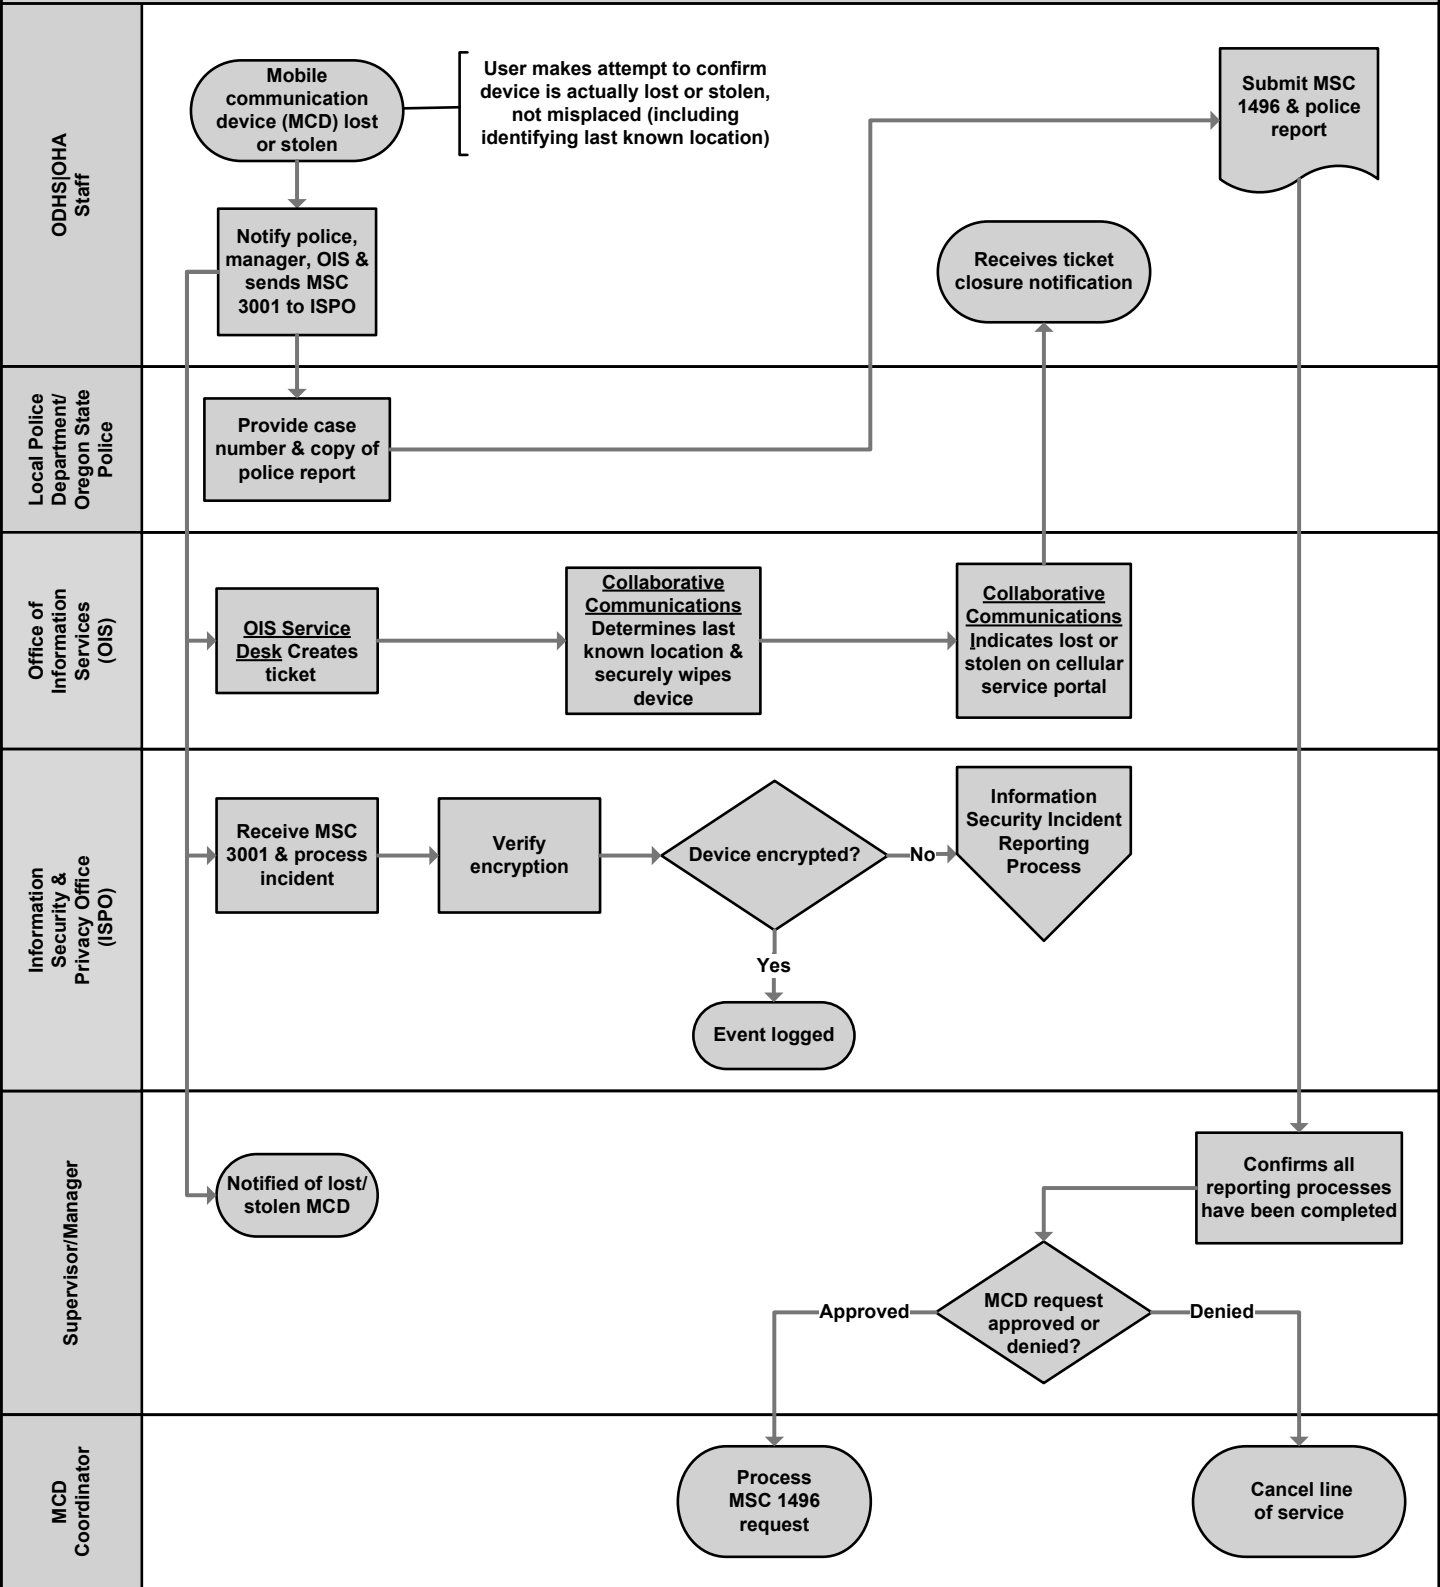 ODHS|OHA
Staff
Mobile
communication
device (MCD) lost
or stolen
User makes attempt to confirm
device is actually lost or stolen,
not misplaced (including
identifying last known location)
Submit MSC
1496 & police
report
Notify police,
manager, OIS &
sends MSC
3001 to ISPO
Receives ticket
closure notification
Local Police
Department/
Oregon State
Police
Provide case
number & copy of
police report
Office of
Information
Services
(OIS)
OIS Service
Desk Creates
ticket
Collaborative
Communications
Determines last
known location &
securely wipes
device
Collaborative
Communications
Indicates lost or
stolen on cellular
service portal
Information
Security &
Privacy Office
(ISPO)
Receive MSC
3001 & process
incident
Verify
encryption
Device encrypted?
No
Information
Security Incident
Reporting
Process
Yes
Event logged
Supervisor/Manager
Notified of lost/
stolen MCD
Confirms all
reporting processes
have been completed
MCD request
approved or
denied?
Approved
Denied
MCD
Coordinator
Process
MSC 1496
request
Cancel line
of service